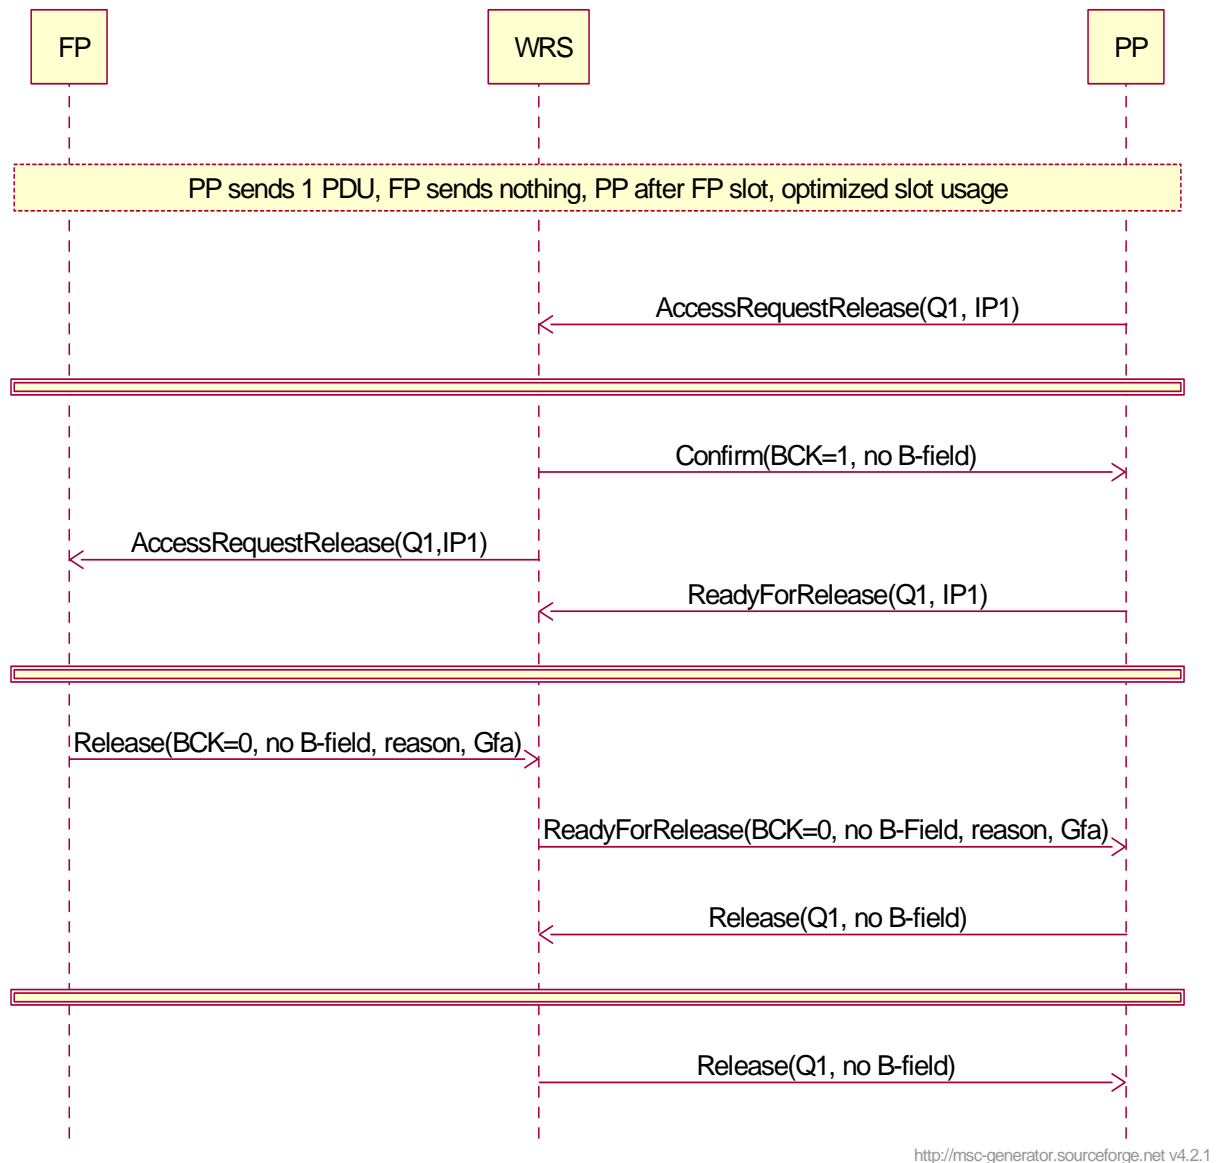 FP
WRS
PP
PP sends 1 PDU, FP sends nothing, PP after FP slot, optimized slot usage
AccessRequestRelease(Q1, IP1)
Confirm(BCK=1, no B-field)
AccessRequestRelease(Q1,IP1)
ReadyForRelease(Q1, IP1)
Release(BCK=0, no B-field, reason, Gfa)
ReadyForRelease(BCK=0, no B-Field, reason, Gfa)
Release(Q1, no B-field)
Release(Q1, no B-field)
http://msc-generator.sourceforge.net v4.2.1